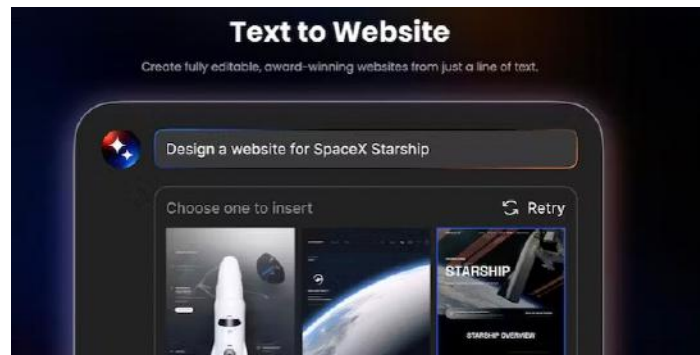 Text to Website
Create fully editable, award-winning websites from just a line of text.
Design a website for SpaceX Starship
Choose one to insert
Retry
STARSHIP
STARSHIP OVERVIEW